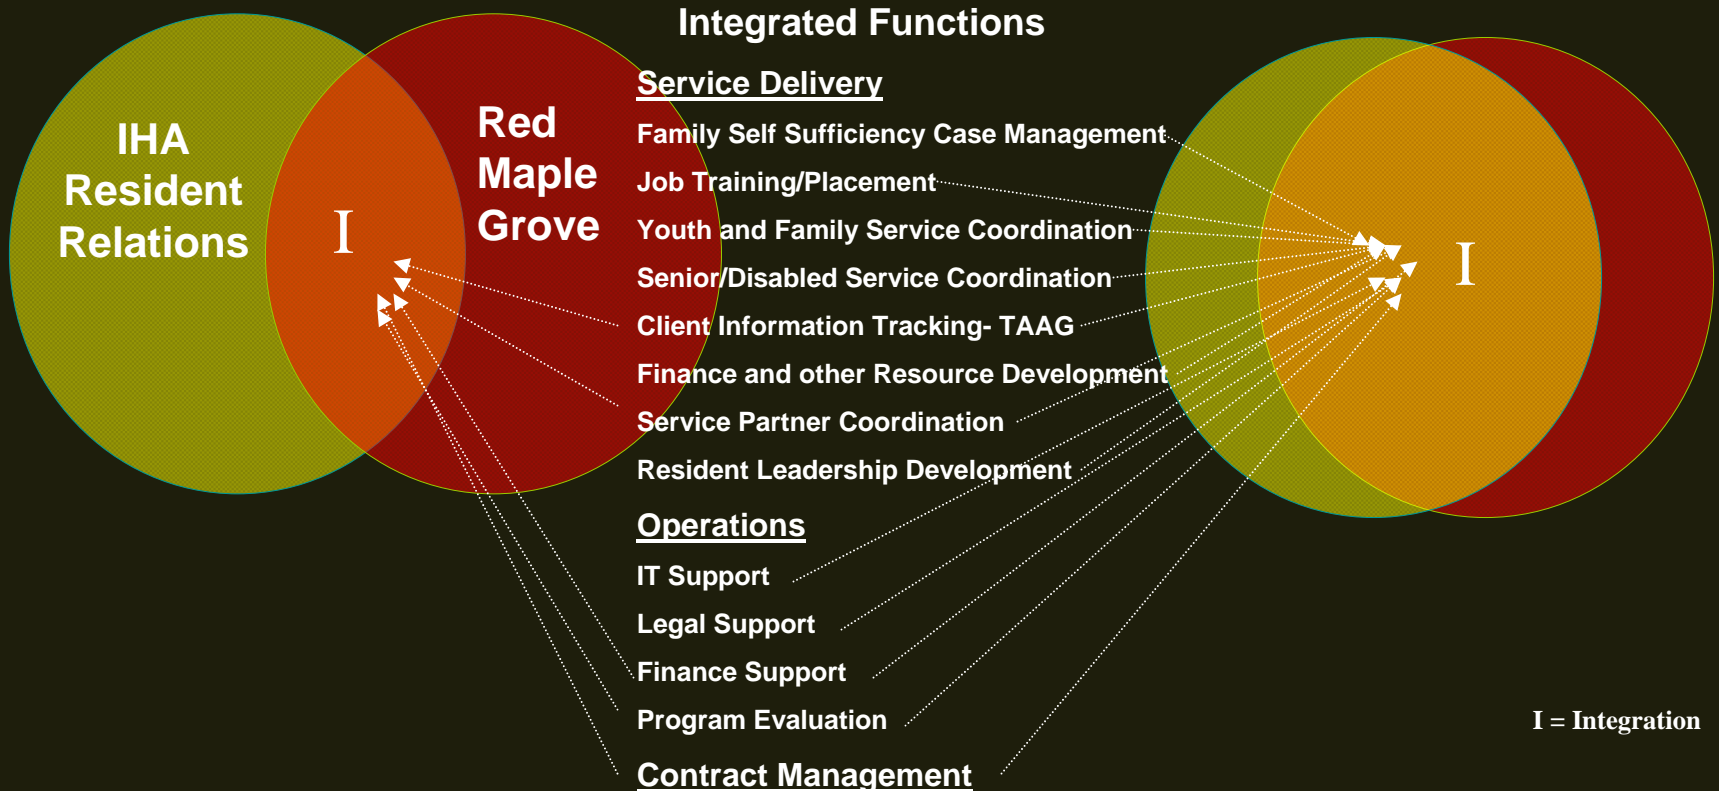 Integrated Functions
IHA
Resident
Relations
I
Red
Maple
Grove
Service Delivery
Family Self Sufficiency Case Management
Job Training/Placement
Youth and Family Service Coordination
Senior/Disabled Service Coordination
Client Information Tracking- TAAG
Finance and other Resource Development
Service Partner Coordination
Resident Leadership Development
Operations
IT Support
Legal Support
Finance Support
Program Evaluation
Contract Management
I
I = Integration